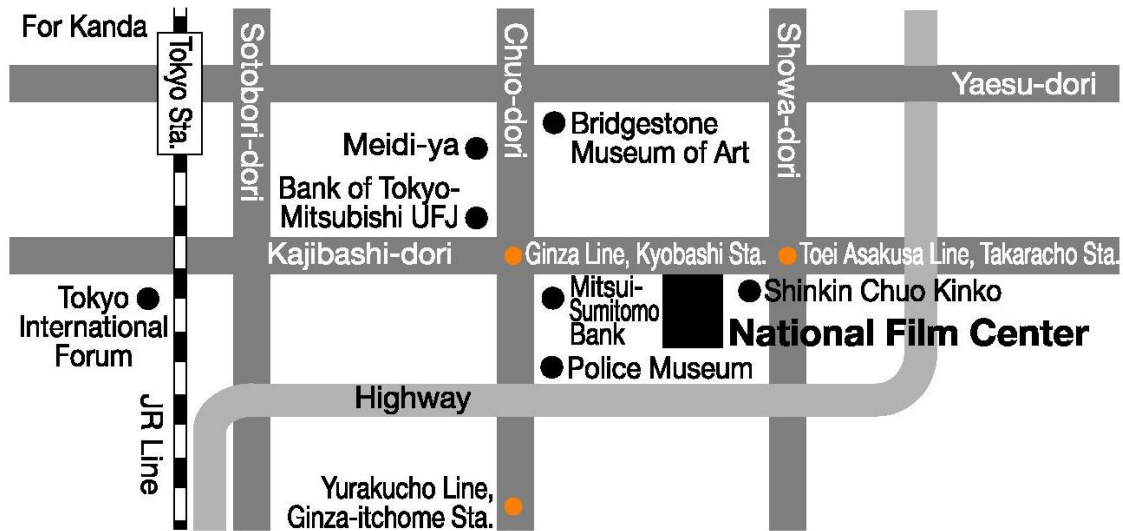 For Kanda
Tokyo Sta.
Sotobori-dori
Chuo-dori
Showa-dori
Yaesu-dori
Meidi-ya
Bridgestone
Museum of Art
Bank of Tokyo-
Mitsubishi UFJ
Kajibashi-dori
Ginza Line, Kyobashi Sta.
Toei Asakusa Line, Takaracho Sta.
Tokyo
International
Forum
Mitsui-
Sumitomo
Bank
Shinkin Chuo Kinko
National Film Center
Police Museum
Highway
JR Line
Yurakucho Line,
Ginza-itchome Sta.